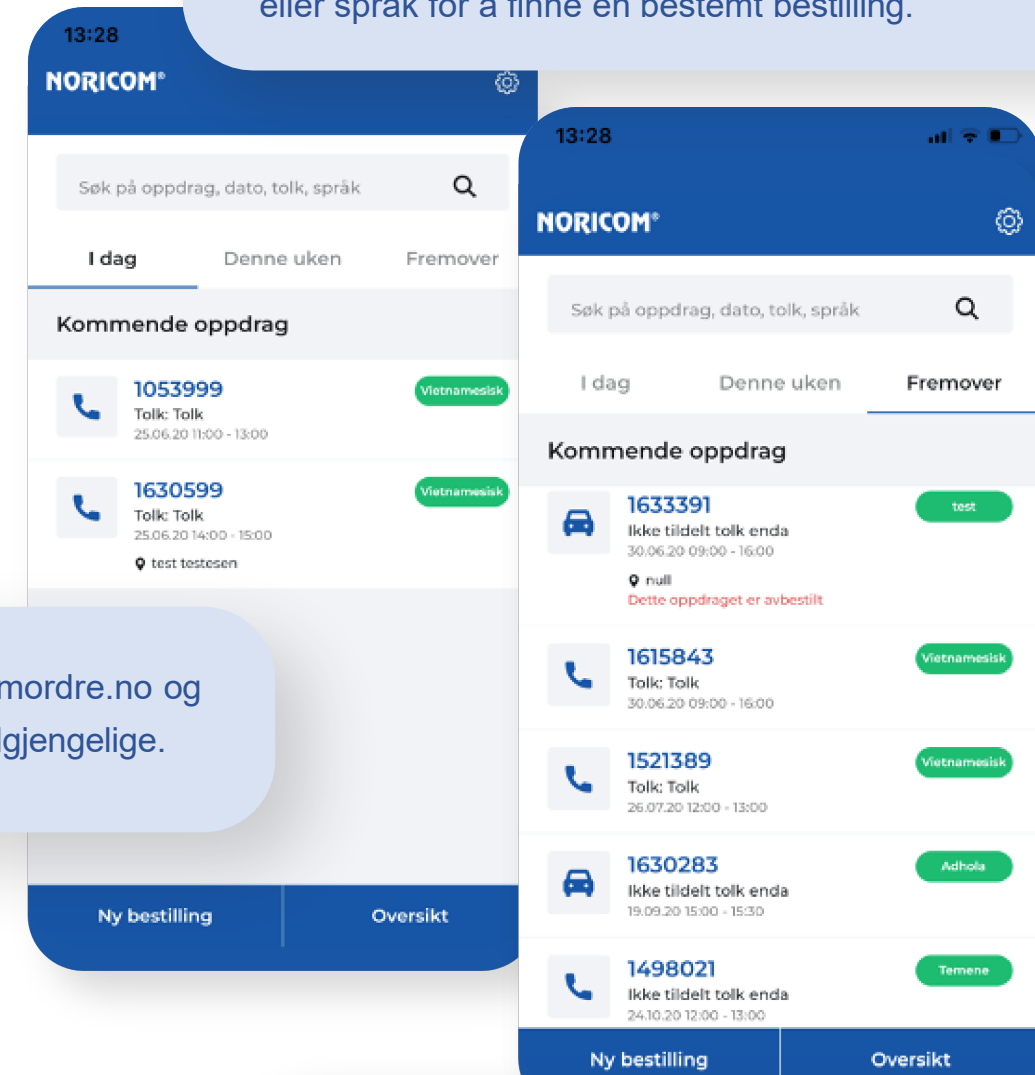 eller språk for å finne en bestemt bestilling.
13:28
NORICOM®
Søk på oppdrag, dato, tolk, språk
I dag Denne uken Fremover
Kommende oppdrag
1053999 Vietnamesisk
Tolk: Tolk
25.06.20 11:00 - 13:00
1630599 Vietnamesisk
Tolk: Tolk
25.06.20 14:00 - 15:00
test testesen
mordre.no og
gjengelige.
Ny bestilling Oversikt
13:28
NORICOM®
Søk på oppdrag, dato, tolk, språk
I dag Denne uken Fremover
Kommende oppdrag
1633391 test
Ikke tildelt tolk enda
30.06.20 09:00 - 16:00
null
Dette oppdraget er avbestilt
1615843 Vietnamesisk
Tolk: Tolk
30.06.20 09:00 - 16:00
1521389 Vietnamesisk
Tolk: Tolk
26.07.20 12:00 - 13:00
1630283 Adhola
Ikke tildelt tolk enda
19.09.20 15:00 - 15:30
1498021 Temene
Ikke tildelt tolk enda
24.10.20 12:00 - 13:00
Ny bestilling Oversikt